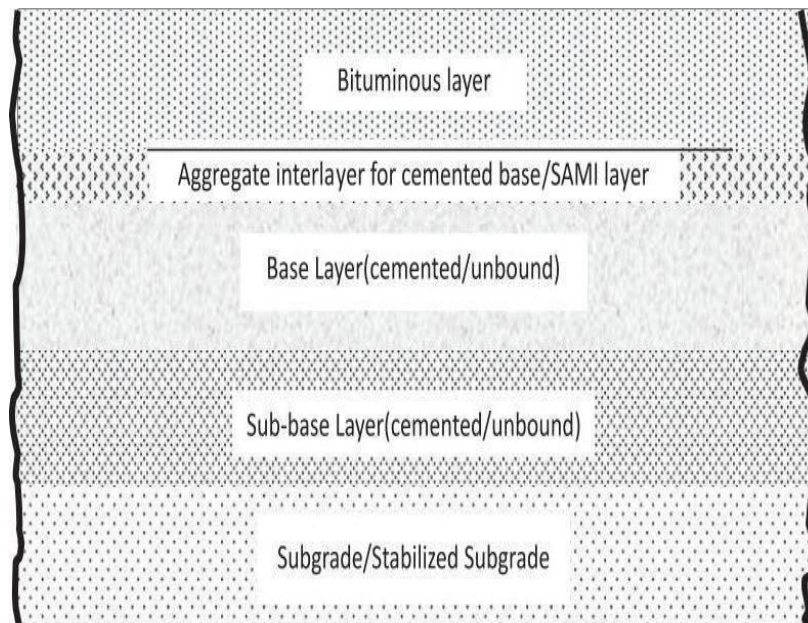 Bituminous layer
Aggregate interlayer for cemented base/SAMI layer
Base Layer(cemented/unbound)
Sub-base Layer(cemented/unbound)
Subgrade/Stabilized Subgrade